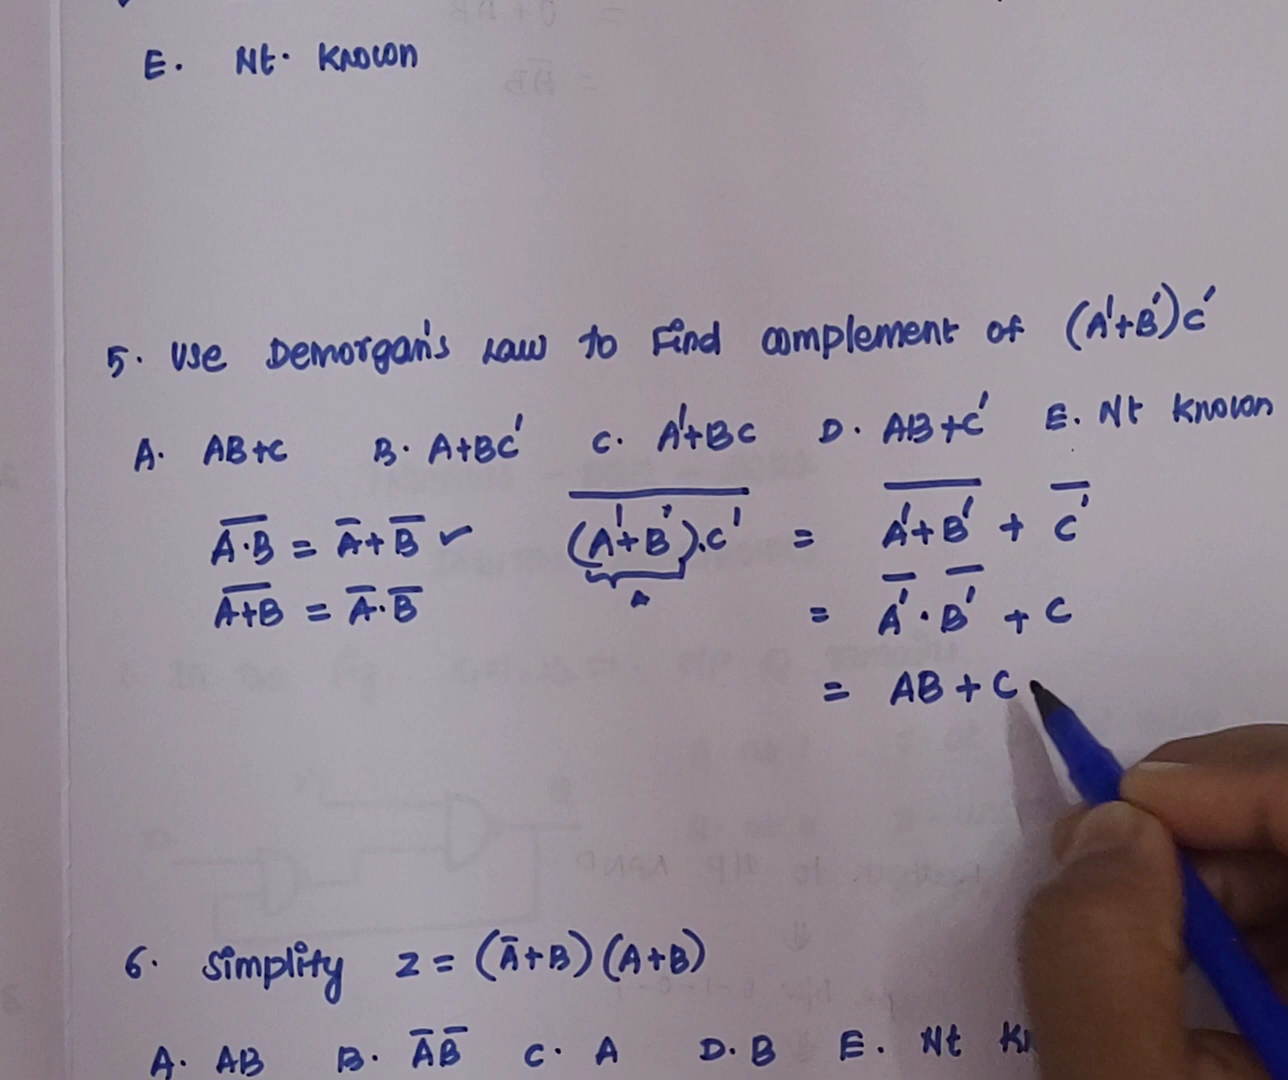 E. Nt. Known
5. Use Demorgan's Law to Find complement of (A'+B')C'
A. AB+C B. A+BC' C. A'+BC D. AB+C' E. Nt Known
A̅·̅B̅ = A̅+B̅ ✓ (̅A̅'̅+̅B̅'̅)̅.̅C̅'̅ = A̅'̅+̅B̅'̅ + C̅'̅
A
A̅+̅B̅ = A̅.B̅ = A̅'̅ . B̅'̅ + C
= AB+C
6. Simplify Z = (A̅+B)(A+B)
A. AB B. A̅B̅ C. A D. B E. Nt